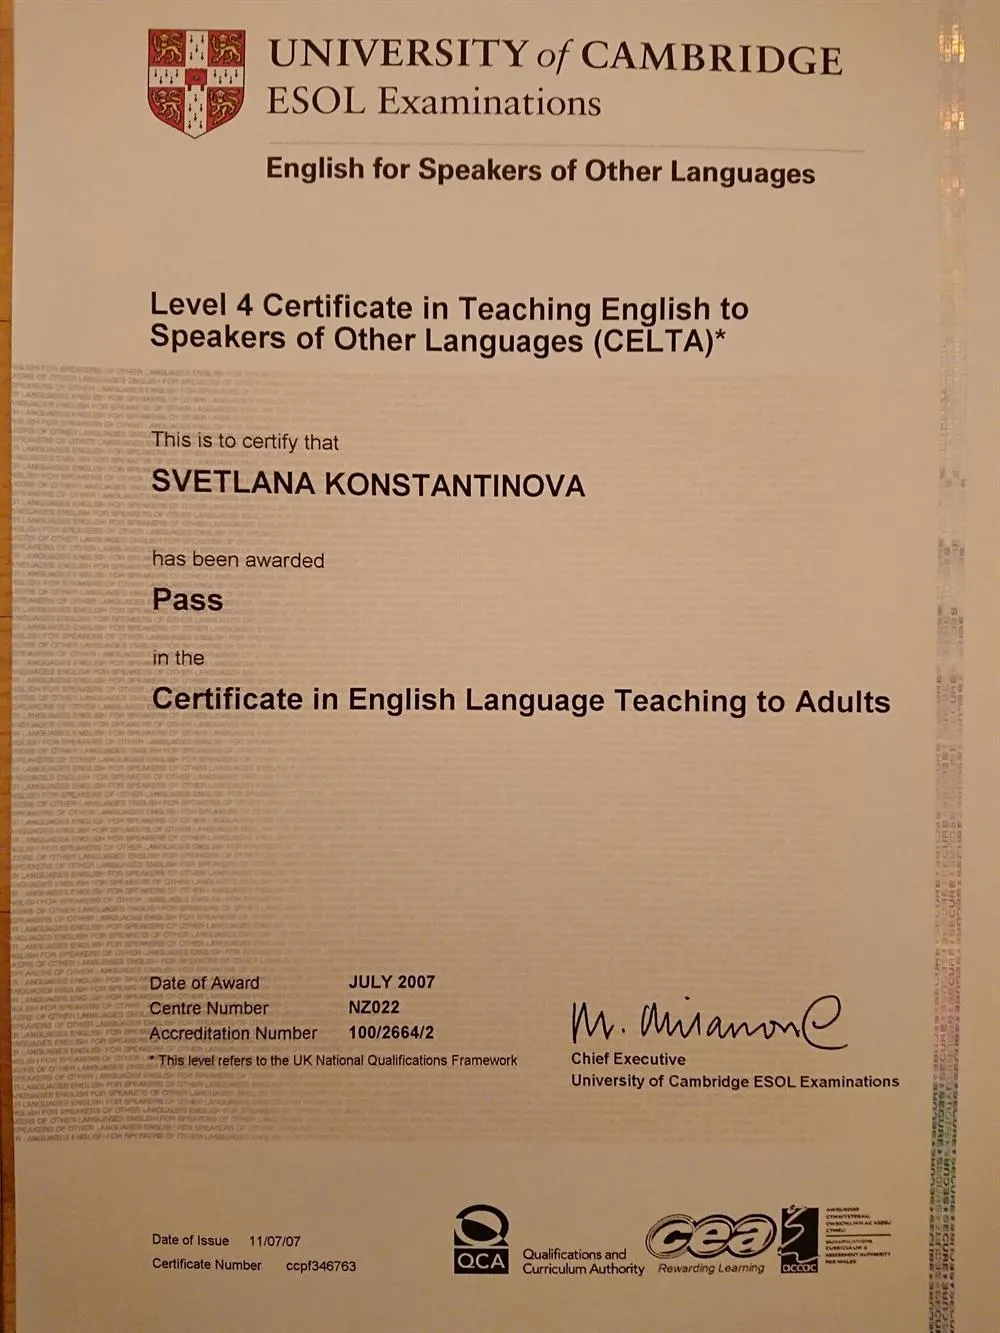 UNIVERSITY of CAMBRIDGE
ESOL Examinations
English for Speakers of Other Languages
Level 4 Certificate in Teaching English to
Speakers of Other Languages (CELTA)*
This is to certify that
SVETLANA KONSTANTINOVA
has been awarded
Pass
in the
Certificate in English Language Teaching to Adults
Date of Award JULY 2007
Centre Number NZ022
Accreditation Number 100/2664/2
* This level refers to the UK National Qualifications Framework
Chief Executive
University of Cambridge ESOL Examinations
Date of Issue 11/07/07
Certificate Number ccpf346763
QCA
Qualifications and
Curriculum Authority
cea
Rewarding Learning
accac